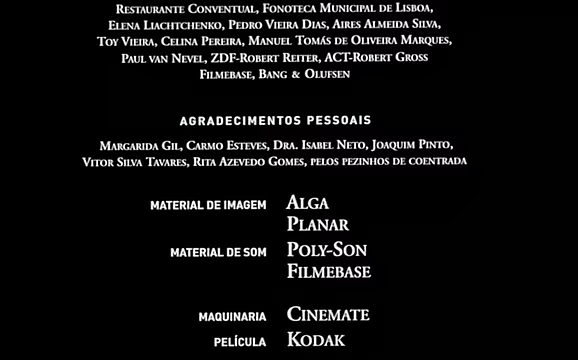 Restaurante Conventual, Fonoteca Municipal de Lisboa,
Elena Liachtchenko, Pedro Vieira Dias, Aires Almeida Silva,
Toy Vieira, Celina Pereira, Manuel Tomás de Oliveira Marques,
Paul van Nevel, ZDF-Robert Reiter, ACT-Robert Gross
Filmebase, Bang & Olufsen
AGRADECIMENTOS PESSOAIS
Margarida Gil, Carmo Esteves, Dra. Isabel Neto, Joaquim Pinto,
Vitor Silva Tavares, Rita Azevedo Gomes, pelos pezinhos de coentrada
MATERIAL DE IMAGEM Alga
Planar
MATERIAL DE SOM Poly-Son
Filmebase
MAQUINARIA Cinemate
PELÍCULA Kodak